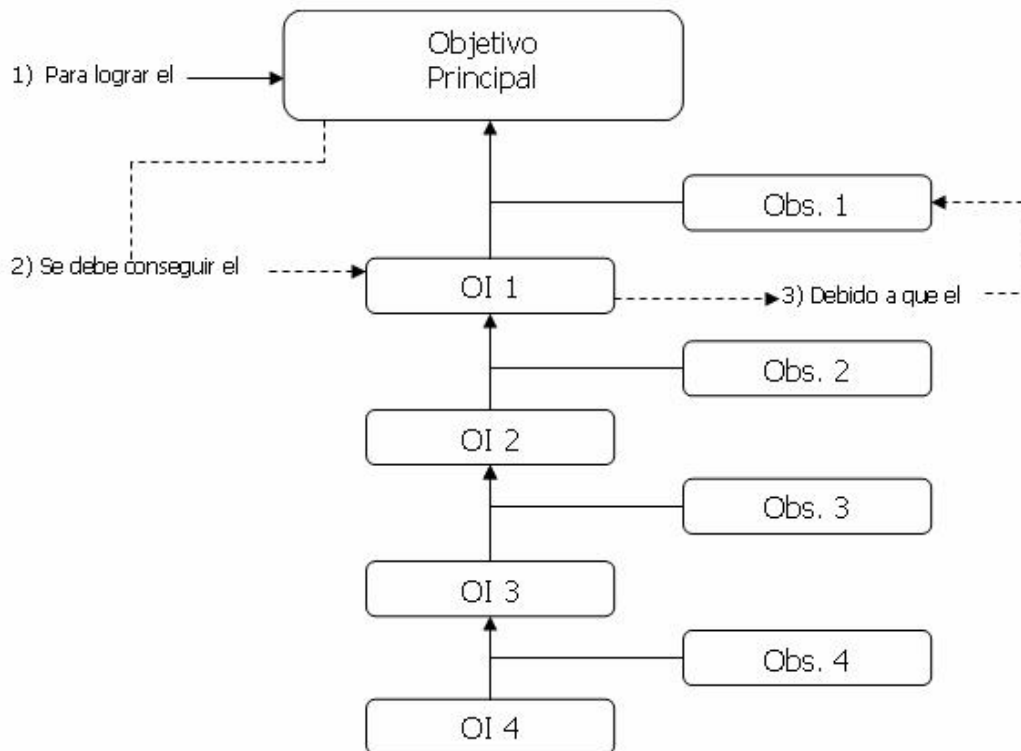 Objetivo
Principal
1) Para lograr el
Obs. 1
2) Se debe conseguir el
OI 1
3) Debido a que el
Obs. 2
OI 2
Obs. 3
OI 3
Obs. 4
OI 4